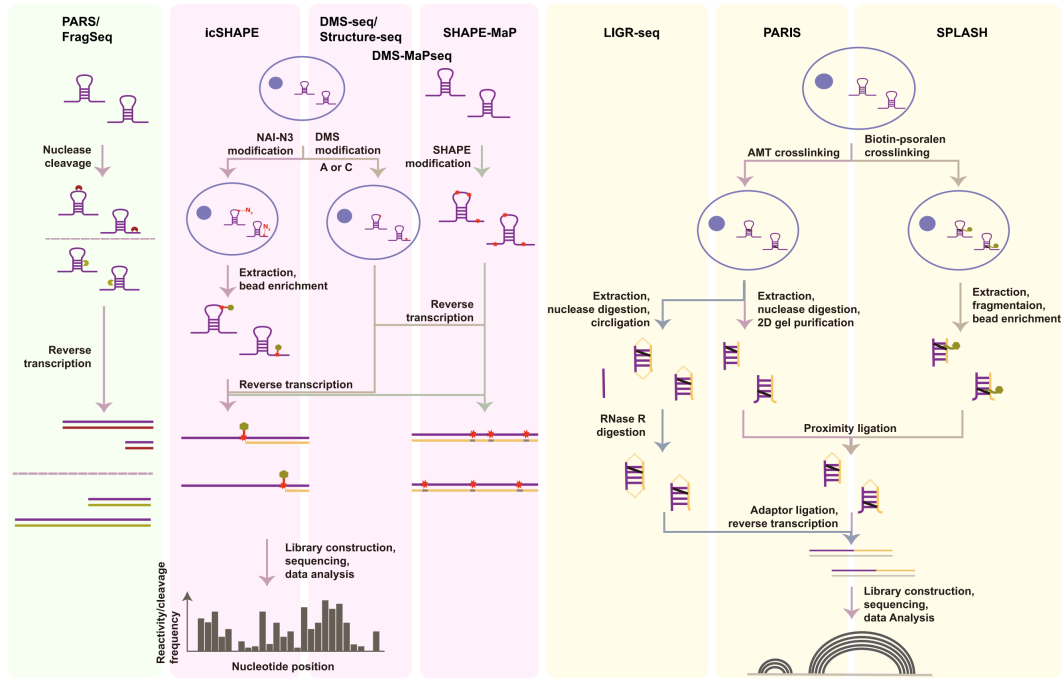 PARS/
FragSeq
icSHAPE
DMS-seq/
Structure-seq
DMS-MaPseq
SHAPE-MaP
LIGR-seq
PARIS
SPLASH
Nuclease
cleavage
NAI-N3
modification
DMS
modification
A or C
SHAPE
modification
AMT crosslinking
Biotin-psoralen
crosslinking
N3
N3
Extraction,
bead enrichment
Reverse
transcription
Reverse
transcription
Reverse transcription
Extraction,
nuclease digestion,
circligation
Extraction,
nuclease digestion,
2D gel purification
Extraction,
fragmentaion,
bead enrichment
RNase R
digestion
Proximity ligation
Adaptor ligation,
reverse transcription
Library construction,
sequencing,
data analysis
Library construction,
sequencing,
data Analysis
Reactivity/cleavage
frequency
Nucleotide position